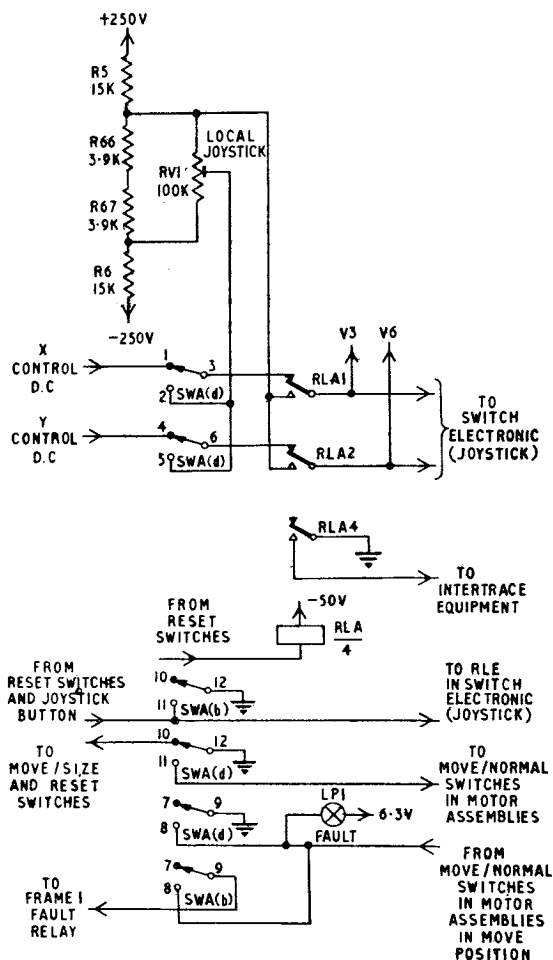 +250V
R5
15K
R66
3·9K
LOCAL
JOYSTICK
RV1
100K
R67
3·9K
R6
15K
-250V
X
CONTROL
D.C
1
3
2
SWA(d)
RLA1
V3
V6
Y
CONTROL
D.C
4
6
5
SWA(d)
RLA2
TO
SWITCH
ELECTRONIC
(JOYSTICK)
RLA4
TO
INTERTRACE
EQUIPMENT
FROM
RESET
SWITCHES
-50V
RLA
4
FROM
RESET SWITCHES
AND JOYSTICK
BUTTON
10
12
11
SWA(b)
TO RLE
IN SWITCH
ELECTRONIC
(JOYSTICK)
TO
MOVE/SIZE
AND RESET
SWITCHES
10
12
11
SWA(d)
TO
MOVE/NORMAL
SWITCHES
IN MOTOR
ASSEMBLIES
7
9
8
SWA(d)
LP1
6·3V
FAULT
FROM
MOVE/NORMAL
SWITCHES
IN MOTOR
ASSEMBLIES
IN MOVE
POSITION
7
9
8
SWA(b)
TO
FRAME 1
FAULT
RELAY